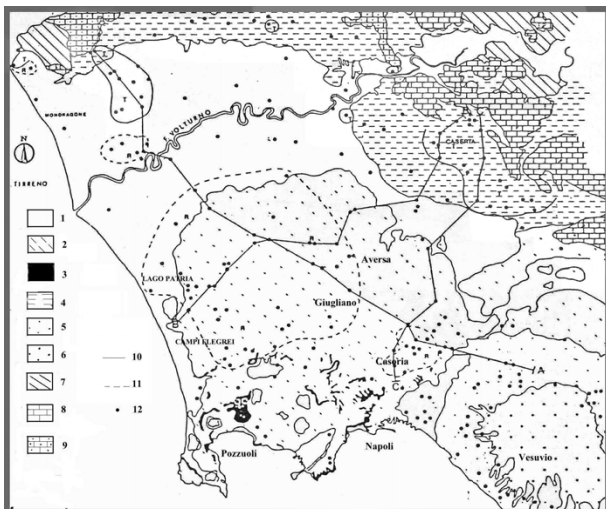 MONDRAGONE
F. VOLTURNO
CASERTA
N
TIRRENO
1
2
3
4
5
6
7
8
9
10
11
12
LAGO PATRIA
Aversa
Giugliano
CAMPI FLEGREI
Casoria
A
C
Pozzuoli
Napoli
Vesuvio